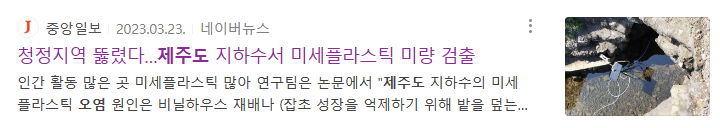 J 중앙일보 2023.03.23. 네이버뉴스
청정지역 뚫렸다...제주도 지하수서 미세플라스틱 미량 검출
인간 활동 많은 곳 미세플라스틱 많아 연구팀은 논문에서 "제주도 지하수의 미세
플라스틱 오염 원인은 비닐하우스 재배나 (잡초 성장을 억제하기 위해 밭을 덮는...